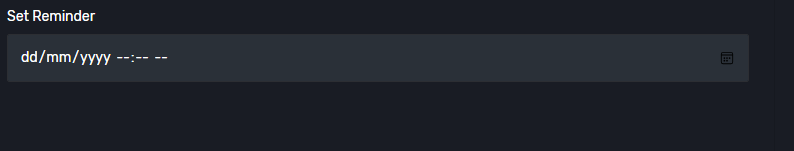 Set Reminder
dd/mm/yyyy --:-- --